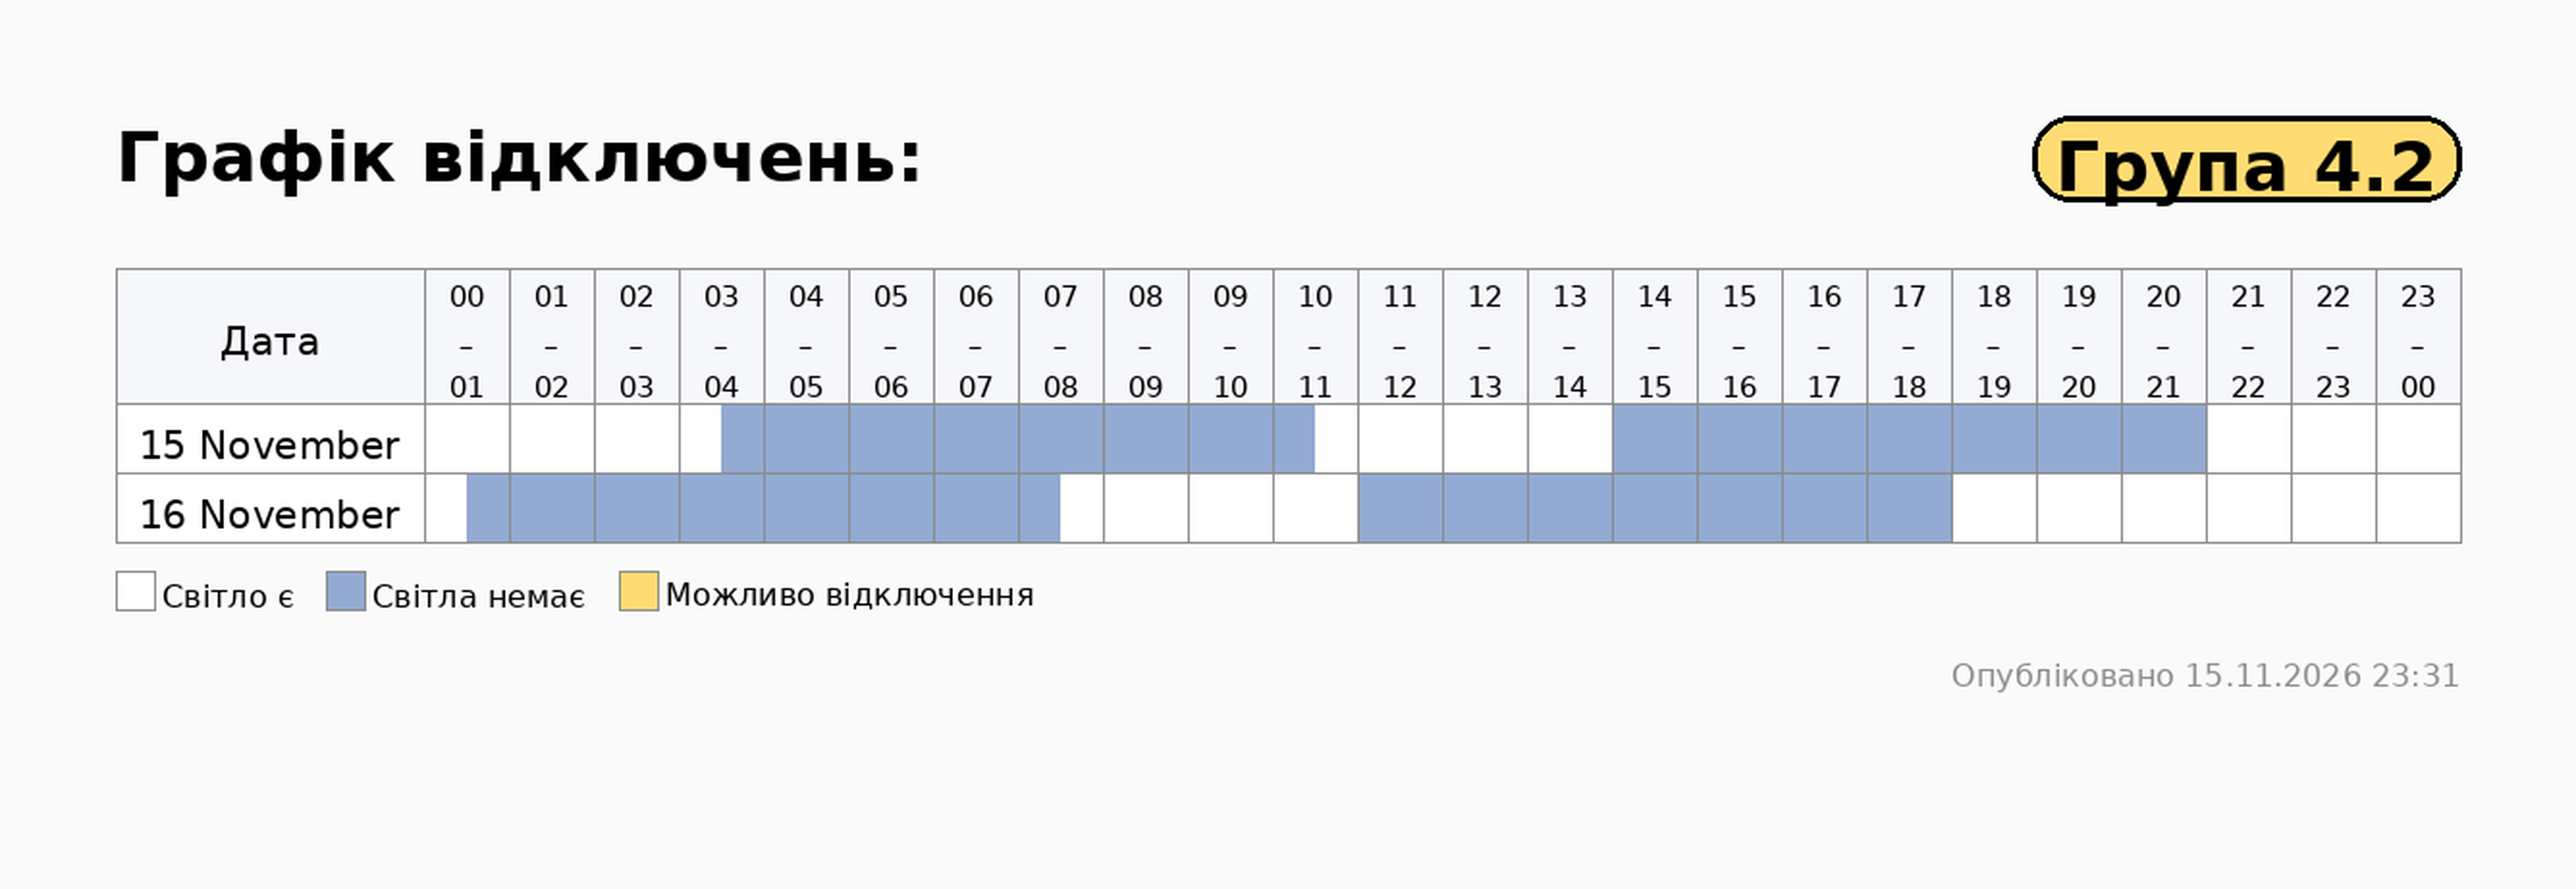 Графік відключень:
Група 4.2
Дата
00 – 01
01 – 02
02 – 03
03 – 04
04 – 05
05 – 06
06 – 07
07 – 08
08 – 09
09 – 10
10 – 11
11 – 12
12 – 13
13 – 14
14 – 15
15 – 16
16 – 17
17 – 18
18 – 19
19 – 20
20 – 21
21 – 22
22 – 23
23 – 00
15 November
16 November
Світло є
Світла немає
Можливо відключення
Опубліковано 15.11.2026 23:31